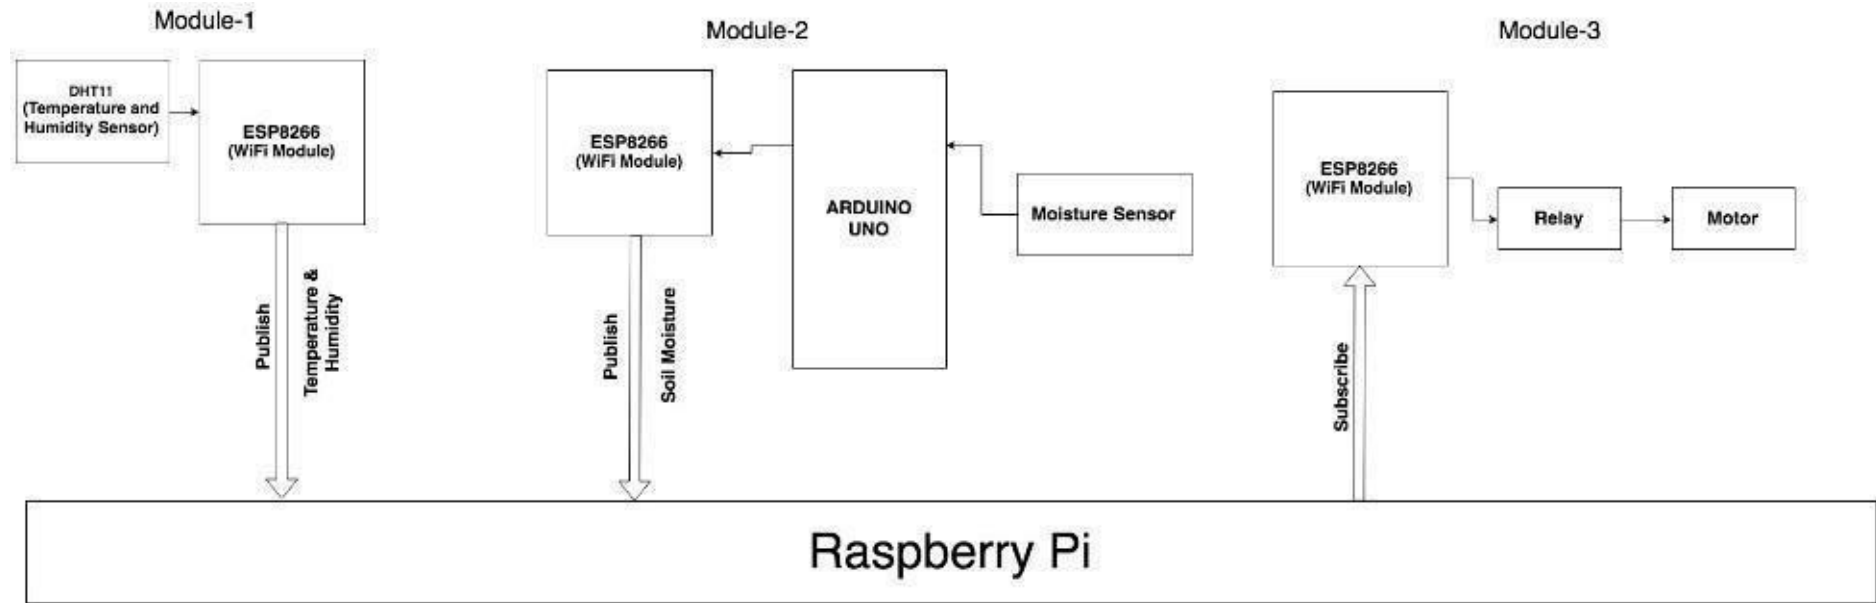 Module-1
DHT11
(Temperature and
Humidity Sensor)
ESP8266
(WiFi Module)
Publish
Temperature &
Humidity
Module-2
ESP8266
(WiFi Module)
ARDUINO
UNO
Moisture Sensor
Publish
Soil Moisture
Module-3
ESP8266
(WiFi Module)
Relay
Motor
Subscribe
Raspberry Pi